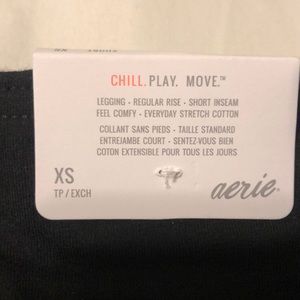 CHILL. PLAY. MOVE.™
LEGGING • REGULAR RISE • SHORT INSEAM
FEEL COMFY • EVERYDAY STRETCH COTTON
COLLANT SANS PIEDS • TAILLE STANDARD
ENTREJAMBE COURT • SENTEZ-VOUS BIEN
COTON EXTENSIBLE POUR TOUS LES JOURS
XS
TP / EXCH
aerie®